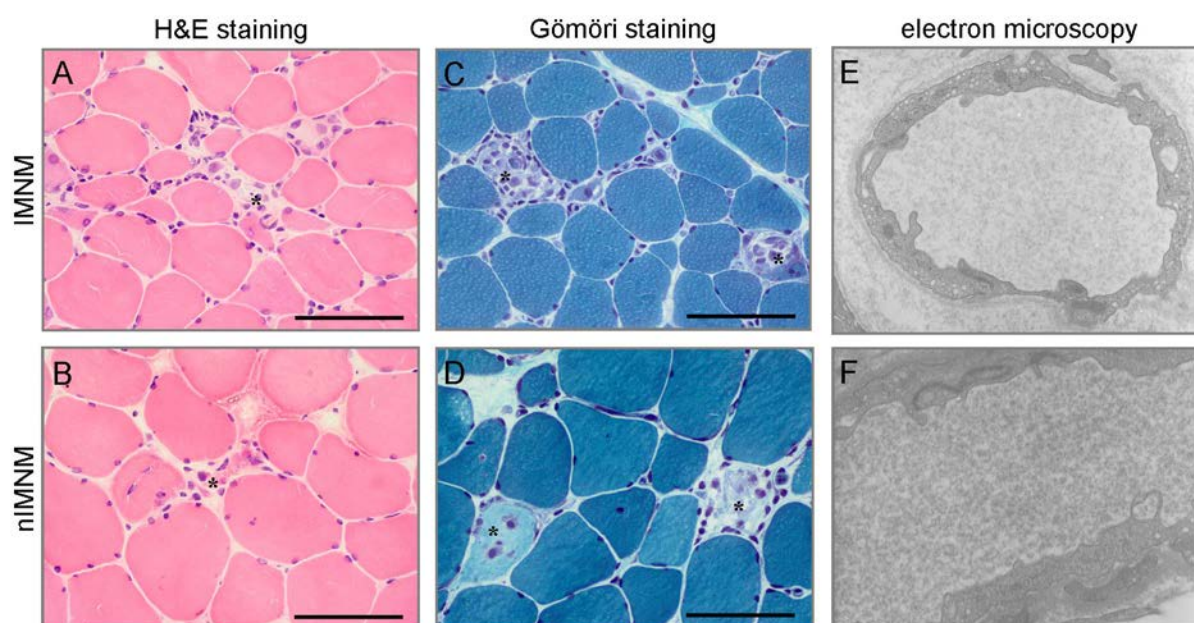 H&E staining
Gömöri staining
electron microscopy
IMNM
A
*
C
*
*
E
nIMNM
B
*
D
*
*
F